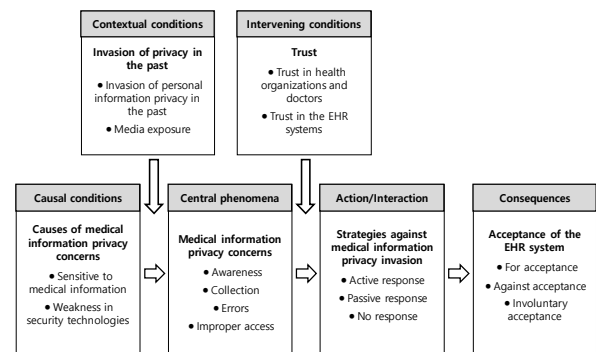 Contextual conditions
Invasion of privacy in
the past
● Invasion of personal
information privacy in
the past
● Media exposure
Intervening conditions
Trust
● Trust in health
organizations and
doctors
● Trust in the EHR
systems
Causal conditions
Causes of medical
information privacy
concerns
● Sensitive to
medical information
● Weakness in
security technologies
Central phenomena
Medical information
privacy concerns
● Awareness
● Collection
● Errors
● Improper access
Action/Interaction
Strategies against
medical information
privacy invasion
● Active response
● Passive response
● No response
Consequences
Acceptance of the
EHR system
● For acceptance
● Against acceptance
● Involuntary
acceptance